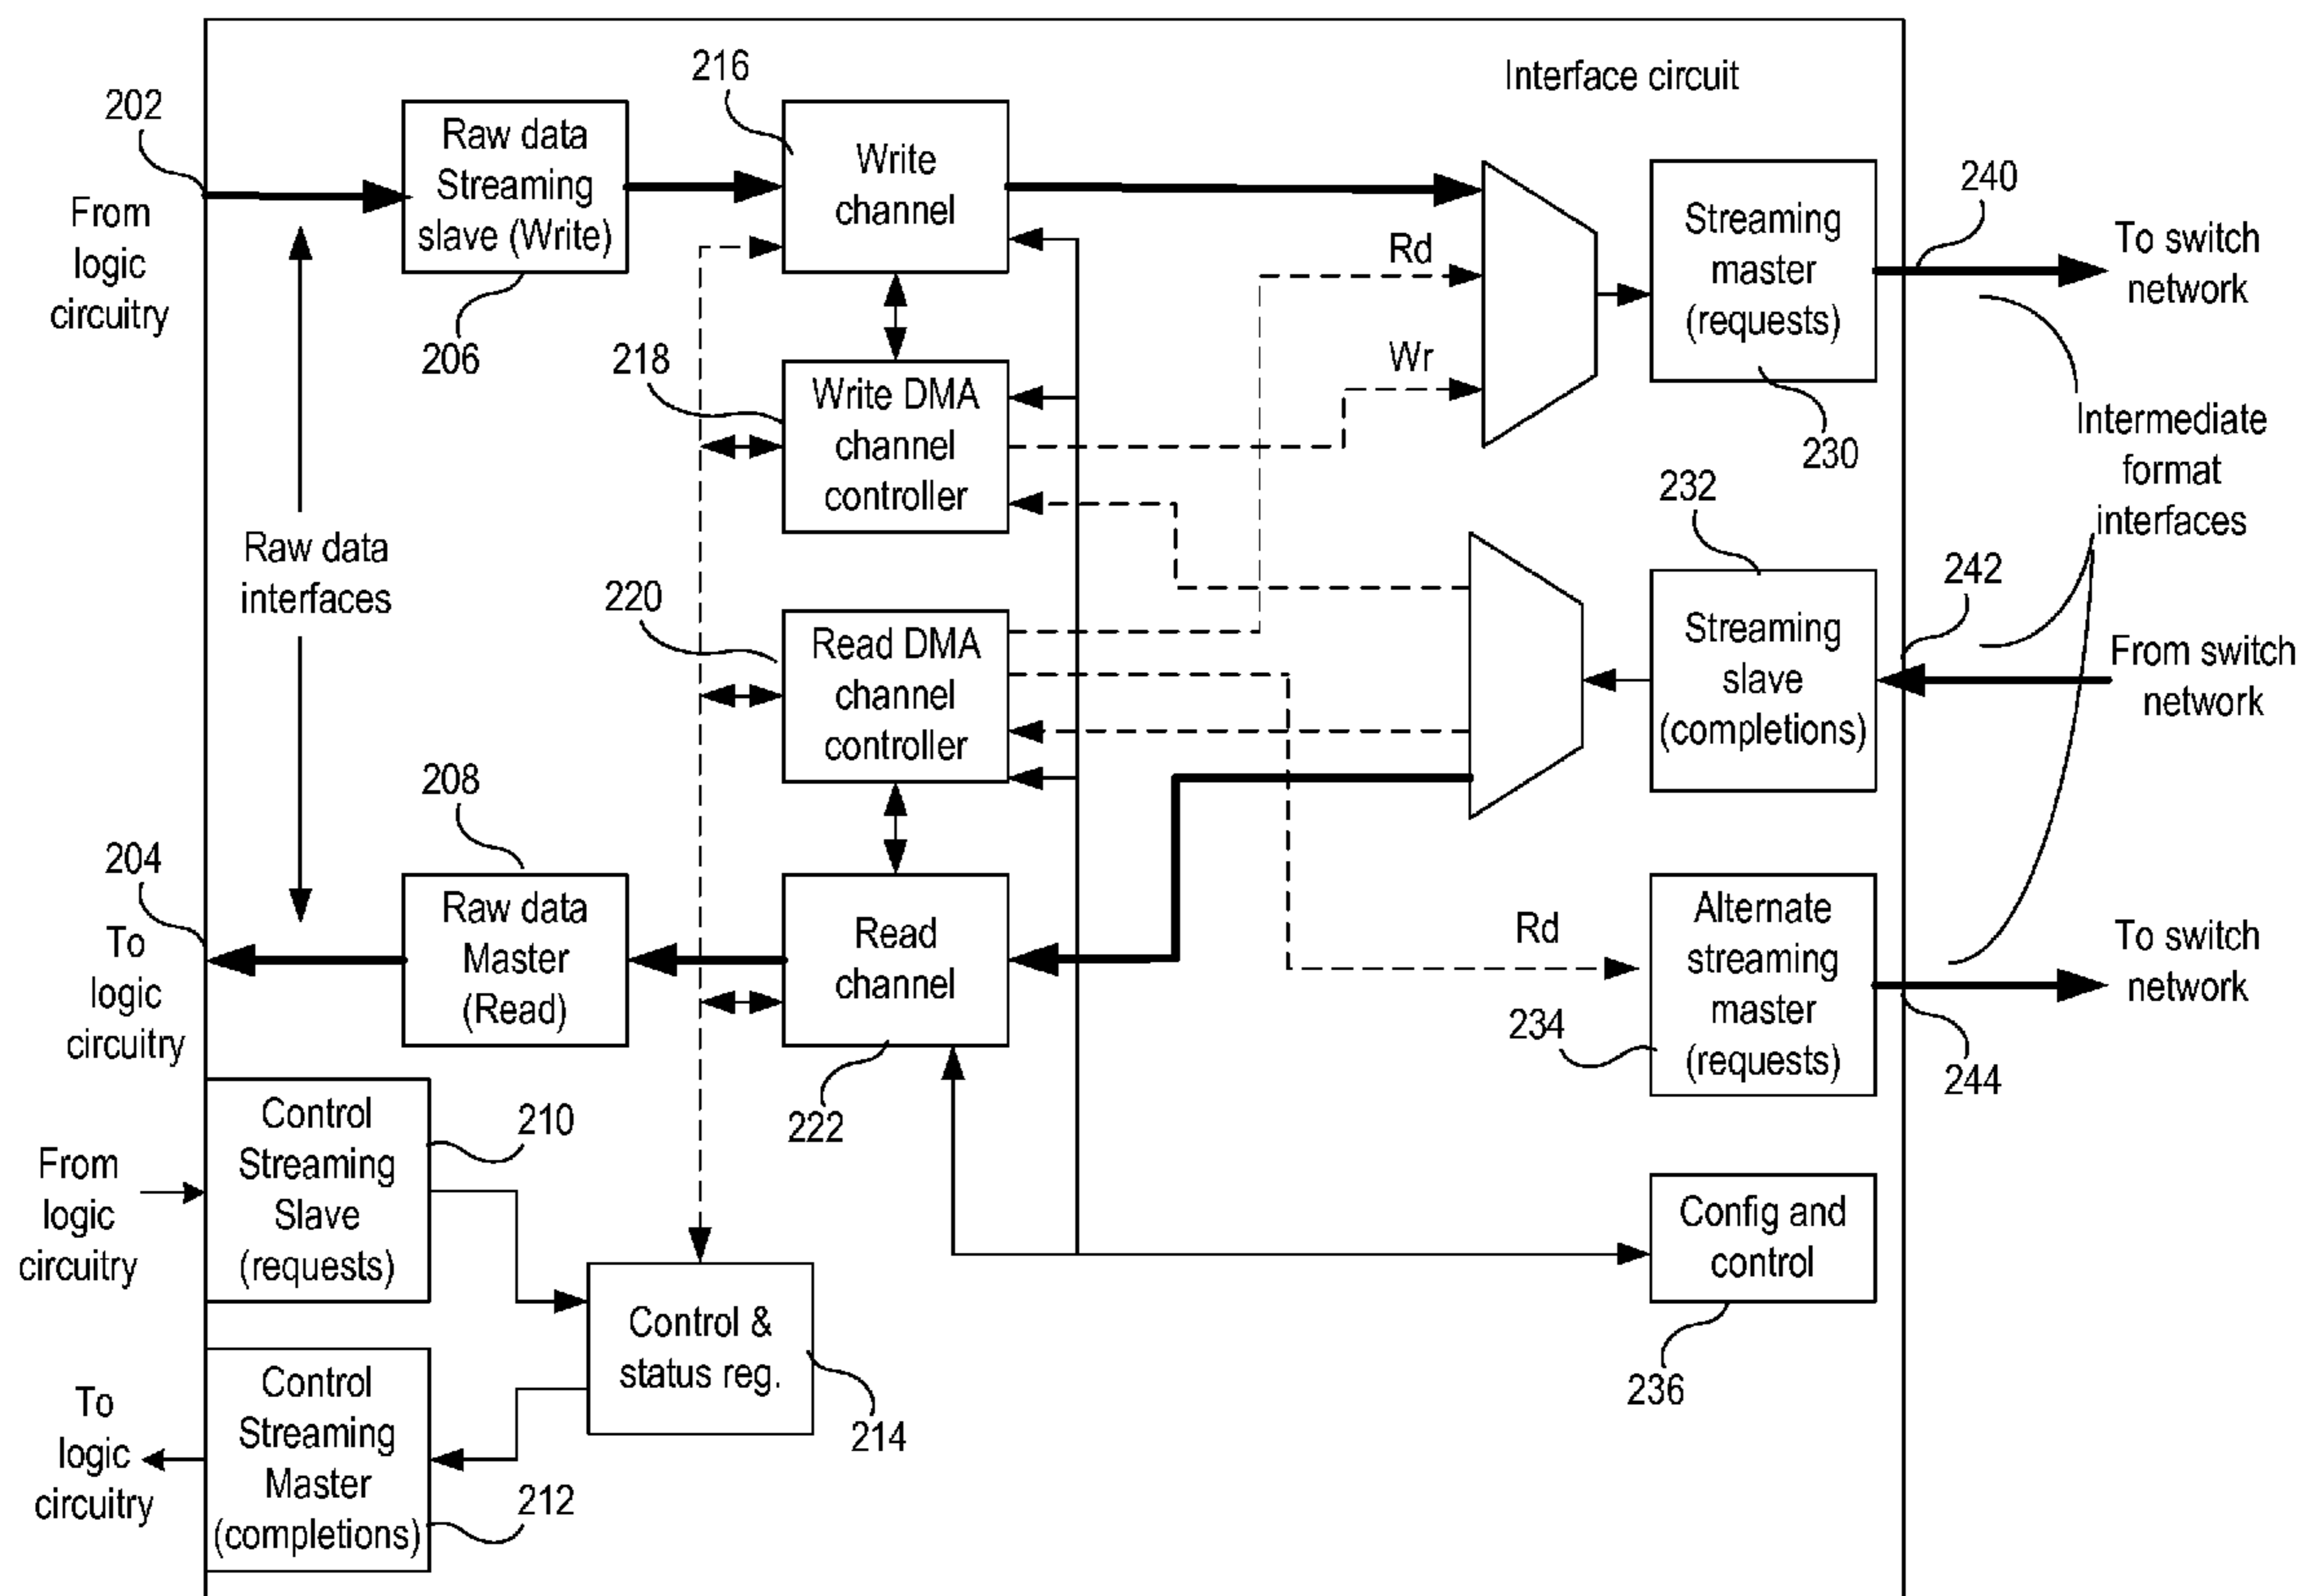 Interface circuit
202
From
logic
circuitry
Raw data
Streaming
slave (Write)
206
216
Write
channel
Rd
Wr
Streaming
master
(requests)
230
240
To switch
network
Intermediate
format
interfaces
218
Write DMA
channel
controller
Raw data
interfaces
220
Read DMA
channel
controller
232
Streaming
slave
(completions)
242
From switch
network
204
To
logic
circuitry
208
Raw data
Master
(Read)
Read
channel
222
Rd
234
Alternate
streaming
master
(requests)
To switch
network
244
From
logic
circuitry
Control
Streaming
Slave
(requests)
210
Config and
control
236
Control &
status reg.
214
To
logic
circuitry
Control
Streaming
Master
(completions)
212